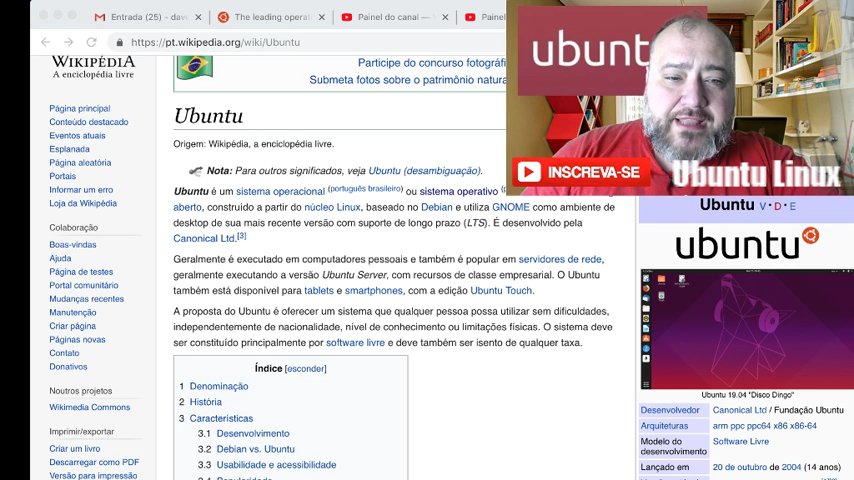 Entrada (25) - dav
The leading operat
Painel do canal —
Painel
https://pt.wikipedia.org/wiki/Ubuntu
WIKIPÉDIA
A enciclopédia livre
Participe do concurso fotográfi
Submeta fotos sobre o patrimônio natura
ubunt
INSCREVA-SE
Ubuntu Linux
Página principal
Conteúdo destacado
Eventos atuais
Esplanada
Página aleatória
Portais
Informar um erro
Loja da Wikipédia
Colaboração
Boas-vindas
Ajuda
Página de testes
Portal comunitário
Mudanças recentes
Manutenção
Criar página
Páginas novas
Contato
Donativos
Noutros projetos
Wikimedia Commons
Imprimir/exportar
Criar um livro
Descarregar como PDF
Versão para impressão
Ubuntu
Origem: Wikipédia, a enciclopédia livre.
Nota: Para outros significados, veja Ubuntu (desambiguação).
Ubuntu é um sistema operacional (português brasileiro) ou sistema operativo (p
aberto, construído a partir do núcleo Linux, baseado no Debian e utiliza GNOME como ambiente de
desktop de sua mais recente versão com suporte de longo prazo (LTS). É desenvolvido pela
Canonical Ltd.[3]
Geralmente é executado em computadores pessoais e também é popular em servidores de rede,
geralmente executando a versão Ubuntu Server, com recursos de classe empresarial. O Ubuntu
também está disponível para tablets e smartphones, com a edição Ubuntu Touch.
A proposta do Ubuntu é oferecer um sistema que qualquer pessoa possa utilizar sem dificuldades,
independentemente de nacionalidade, nível de conhecimento ou limitações físicas. O sistema deve
ser constituído principalmente por software livre e deve também ser isento de qualquer taxa.
Índice [esconder]
1 Denominação
2 História
3 Características
3.1 Desenvolvimento
3.2 Debian vs. Ubuntu
3.3 Usabilidade e acessibilidade
Ubuntu V • D • E
ubuntu
Ubuntu 19.04 "Disco Dingo"
Desenvolvedor Canonical Ltd / Fundação Ubuntu
Arquiteturas arm ppc ppc64 x86 x86-64
Modelo do desenvolvimento Software Livre
Lançado em 20 de outubro de 2004 (14 anos)